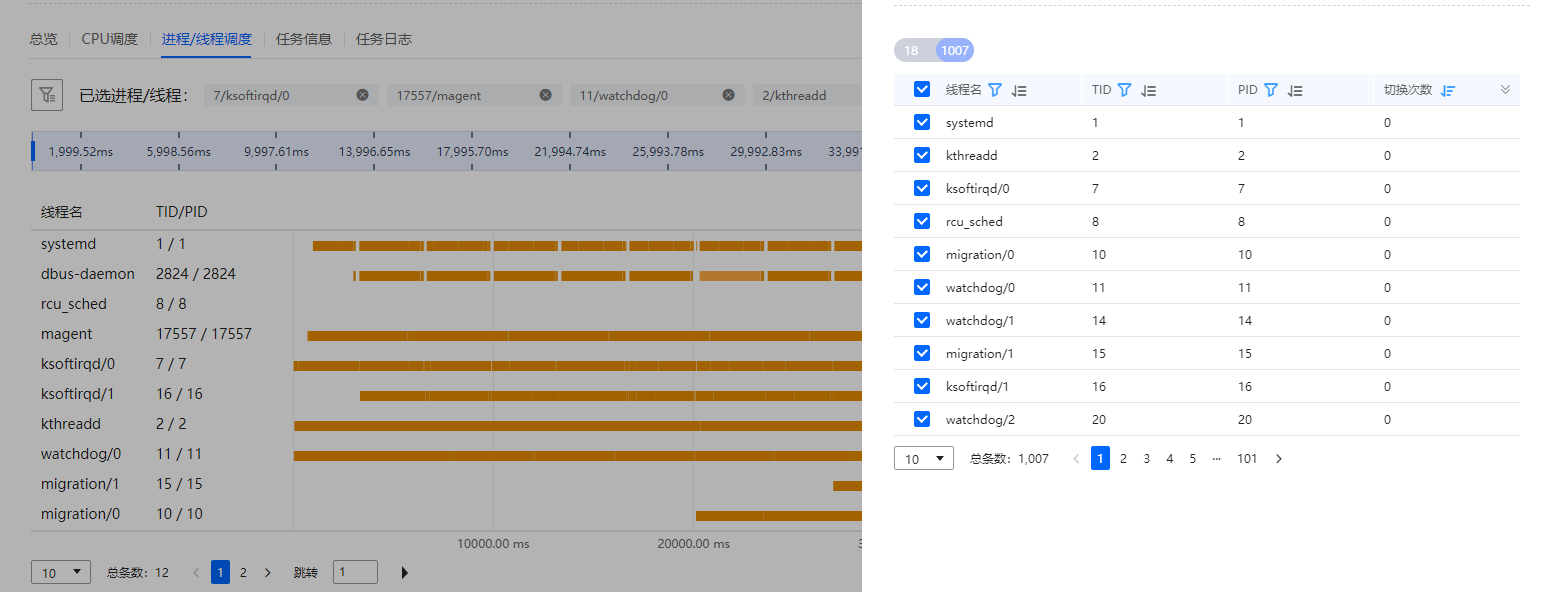 总览 CPU调度 进程/线程调度 任务信息 任务日志
已选进程/线程： 7/ksoftirqd/0 17557/magent 11/watchdog/0 2/kthreadd
1,999.52ms 5,998.56ms 9,997.61ms 13,996.65ms 17,995.70ms 21,994.74ms 25,993.78ms 29,992.83ms 33,991
线程名 TID/PID
systemd 1 / 1
dbus-daemon 2824 / 2824
rcu_sched 8 / 8
magent 17557 / 17557
ksoftirqd/0 7 / 7
ksoftirqd/1 16 / 16
kthreadd 2 / 2
watchdog/0 11 / 11
migration/1 15 / 15
migration/0 10 / 10
10000.00 ms 20000.00 ms 3
10 总条数：12 1 2 跳转 1
18 1007
线程名 TID PID 切换次数
systemd 1 1 0
kthreadd 2 2 0
ksoftirqd/0 7 7 0
rcu_sched 8 8 0
migration/0 10 10 0
watchdog/0 11 11 0
watchdog/1 14 14 0
migration/1 15 15 0
ksoftirqd/1 16 16 0
watchdog/2 20 20 0
10 总条数：1,007 1 2 3 4 5 ··· 101